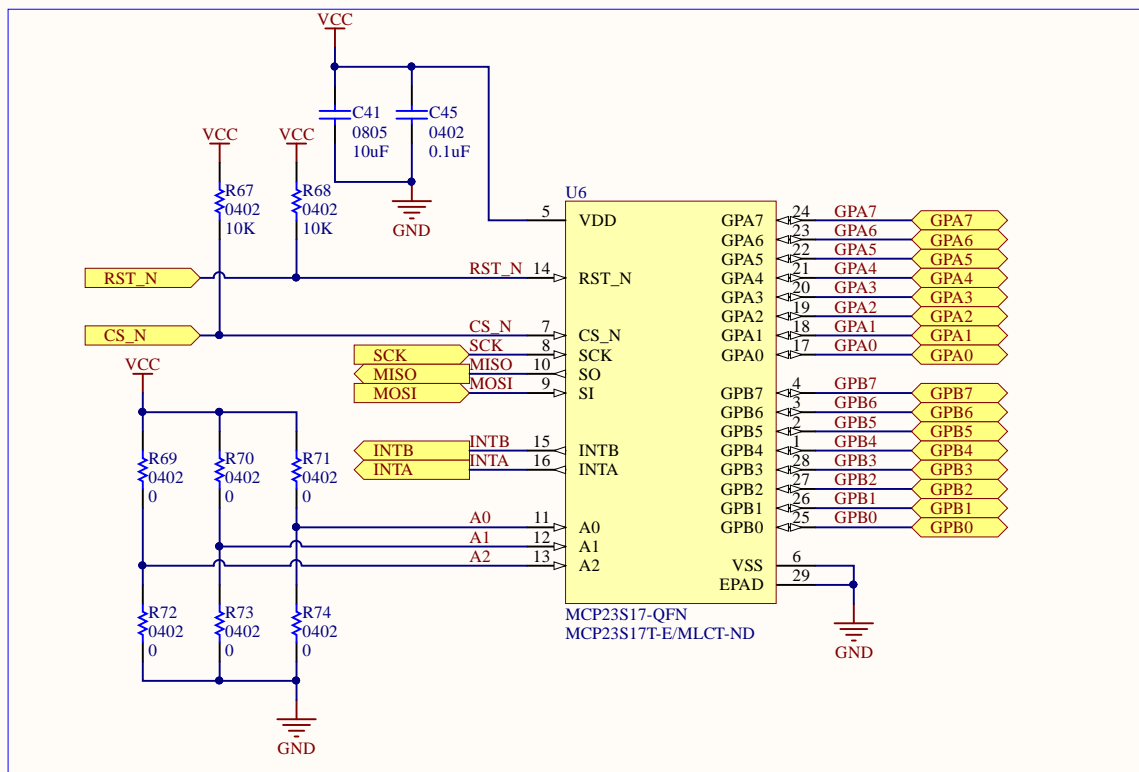 VCC
C41
0805
10uF
C45
0402
0.1uF
GND
VCC
VCC
R67
0402
10K
R68
0402
10K
RST_N
CS_N
SCK
MISO
MOSI
INTB
INTA
RST_N 14
CS_N 7
SCK 8
MISO 10
MOSI 9
INTB 15
INTA 16
A0 11
A1 12
A2 13
5
U6
VDD
RST_N
CS_N
SCK
SO
SI
INTB
INTA
A0
A1
A2
GPA7 24 GPA7 GPA7
GPA6 23 GPA6 GPA6
GPA5 22 GPA5 GPA5
GPA4 21 GPA4 GPA4
GPA3 20 GPA3 GPA3
GPA2 19 GPA2 GPA2
GPA1 18 GPA1 GPA1
GPA0 17 GPA0 GPA0
GPB7 4 GPB7 GPB7
GPB6 3 GPB6 GPB6
GPB5 2 GPB5 GPB5
GPB4 1 GPB4 GPB4
GPB3 28 GPB3 GPB3
GPB2 27 GPB2 GPB2
GPB1 26 GPB1 GPB1
GPB0 25 GPB0 GPB0
VSS 6
EPAD 29
MCP23S17-QFN
MCP23S17T-E/MLCT-ND
GND
VCC
R69
0402
0
R70
0402
0
R71
0402
0
R72
0402
0
R73
0402
0
R74
0402
0
GND